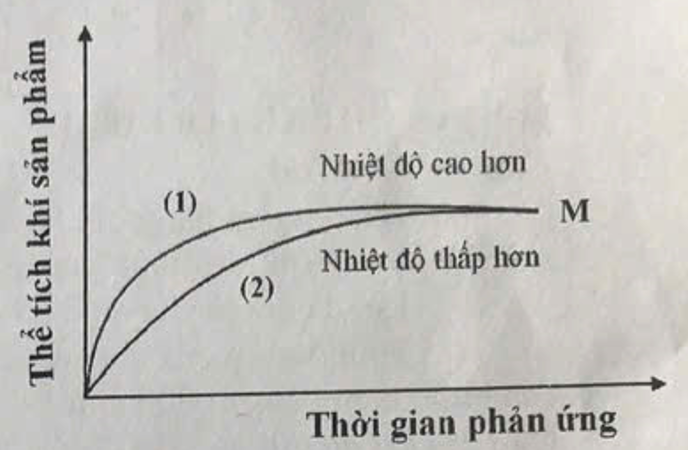 Thể tích khí sản phẩm
(1)
Nhiệt độ cao hơn
M
Nhiệt độ thấp hơn
(2)
Thời gian phản ứng